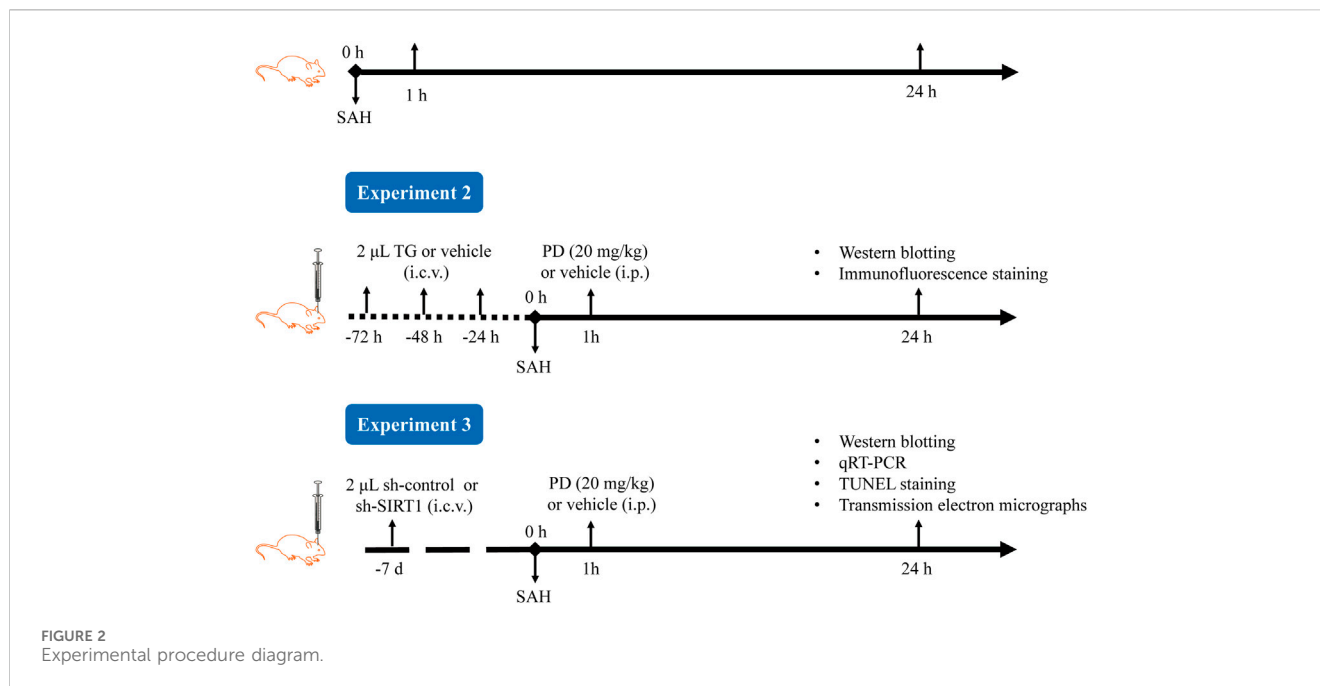 0 h
1 h
24 h
SAH
Experiment 2
2 μL TG or vehicle
(i.c.v.)
PD (20 mg/kg)
or vehicle (i.p.)
• Western blotting
• Immunofluorescence staining
0 h
-72 h
-48 h
-24 h
1h
24 h
SAH
Experiment 3
2 μL sh-control or
sh-SIRT1 (i.c.v.)
PD (20 mg/kg)
or vehicle (i.p.)
• Western blotting
• qRT-PCR
• TUNEL staining
• Transmission electron micrographs
0 h
-7 d
1h
24 h
SAH
FIGURE 2
Experimental procedure diagram.